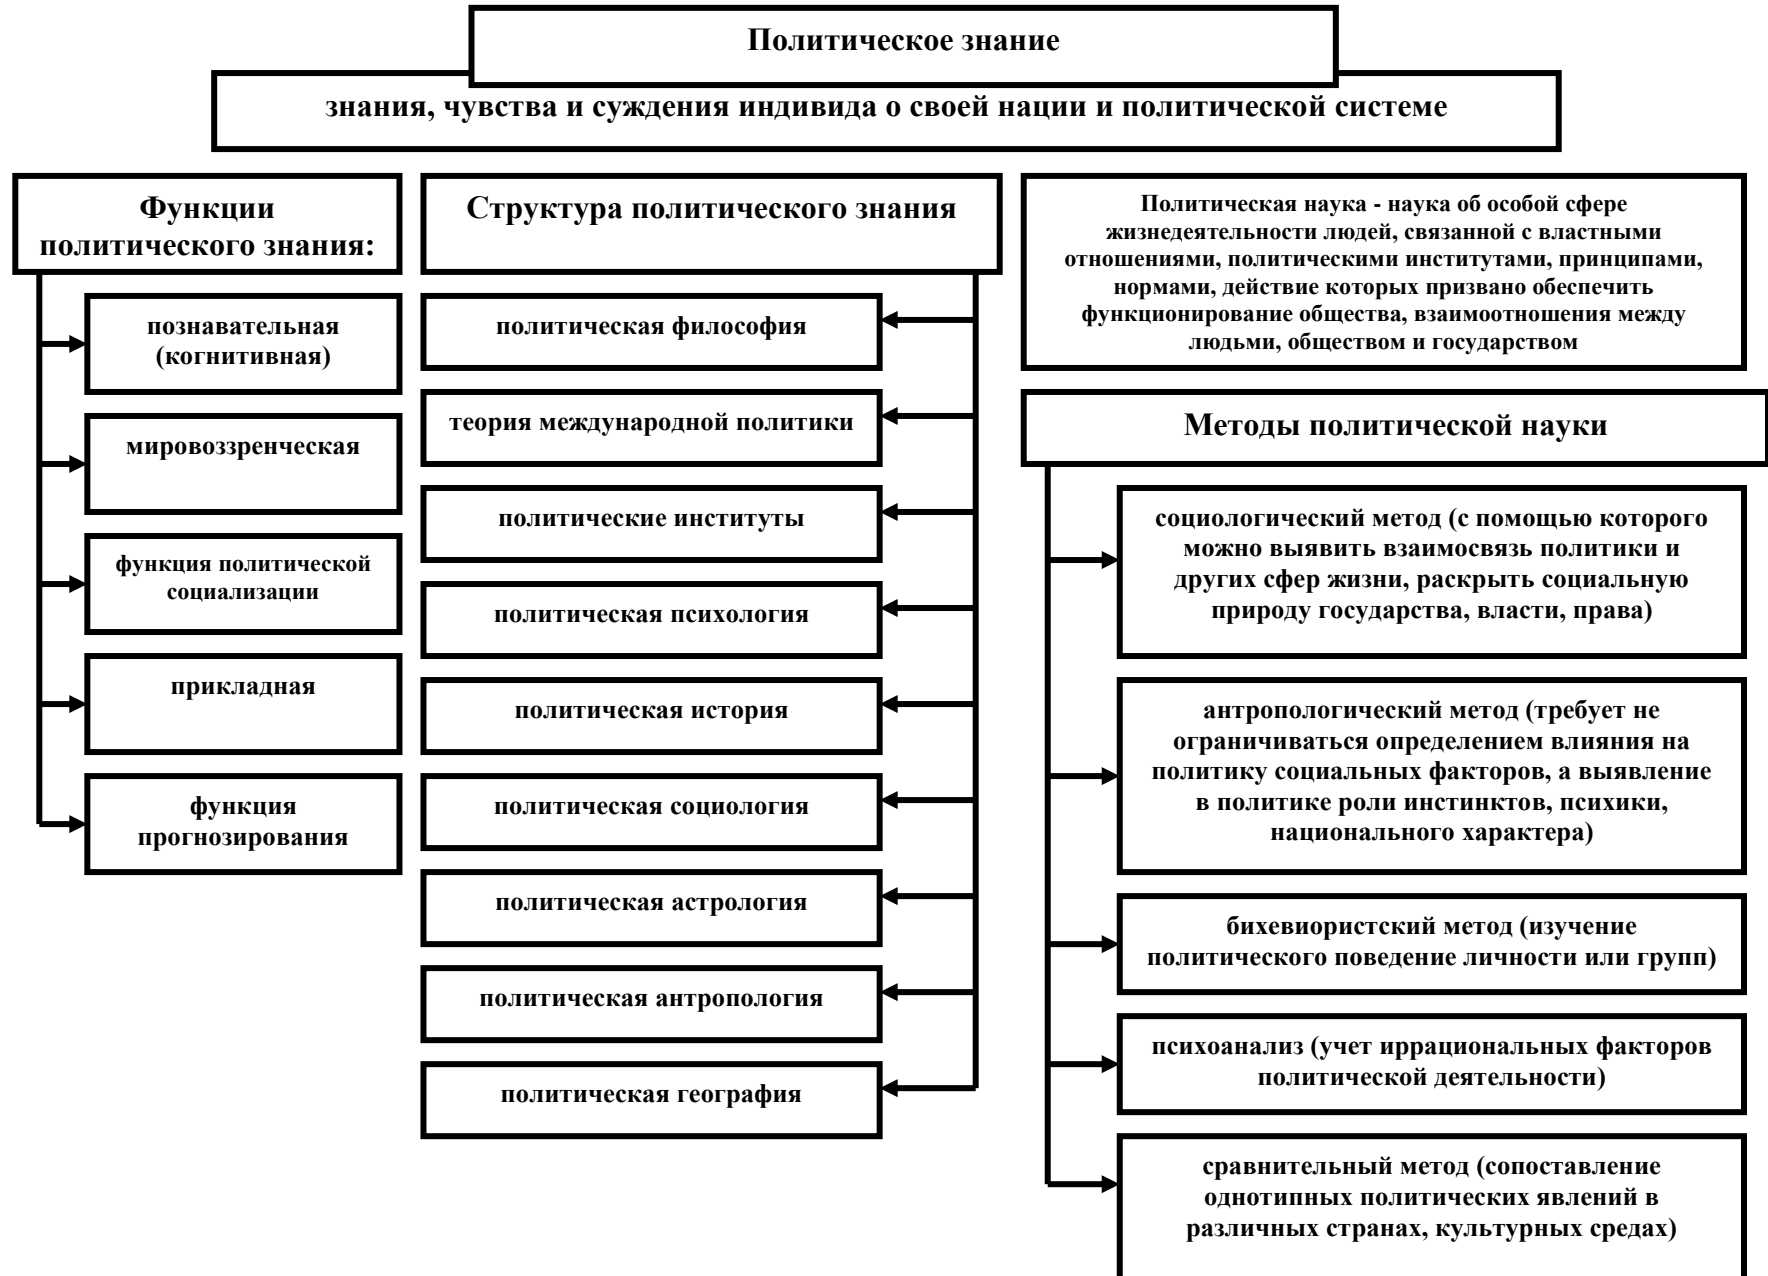 Политическое знание
знания, чувства и суждения индивида о своей нации и политической системе
Функции
политического знания:
познавательная
(когнитивная)
мировоззренческая
функция политической
социализации
прикладная
функция
прогнозирования
Структура политического знания
политическая философия
теория международной политики
политические институты
политическая психология
политическая история
политическая социология
политическая астрология
политическая антропология
политическая география
Политическая наука - наука об особой сфере
жизнедеятельности людей, связанной с властными
отношениями, политическими институтами, принципами,
нормами, действие которых призвано обеспечить
функционирование общества, взаимоотношения между
людьми, обществом и государством
Методы политической науки
социологический метод (с помощью которого
можно выявить взаимосвязь политики и
других сфер жизни, раскрыть социальную
природу государства, власти, права)
антропологический метод (требует не
ограничиваться определением влияния на
политику социальных факторов, а выявление
в политике роли инстинктов, психики,
национального характера)
бихевиористский метод (изучение
политического поведение личности или групп)
психоанализ (учет иррациональных факторов
политической деятельности)
сравнительный метод (сопоставление
однотипных политических явлений в
различных странах, культурных средах)